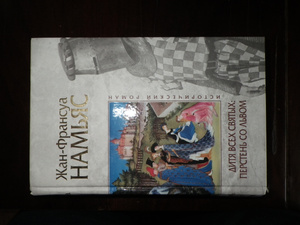 ИСТОРИЧЕСКИЙ РОМАН
Жан-Франсуа
НАМЬЯС
ДИТЯ ВСЕХ СВЯТЫХ:
ПЕРСТЕНЬ СО ЛЬВОМ